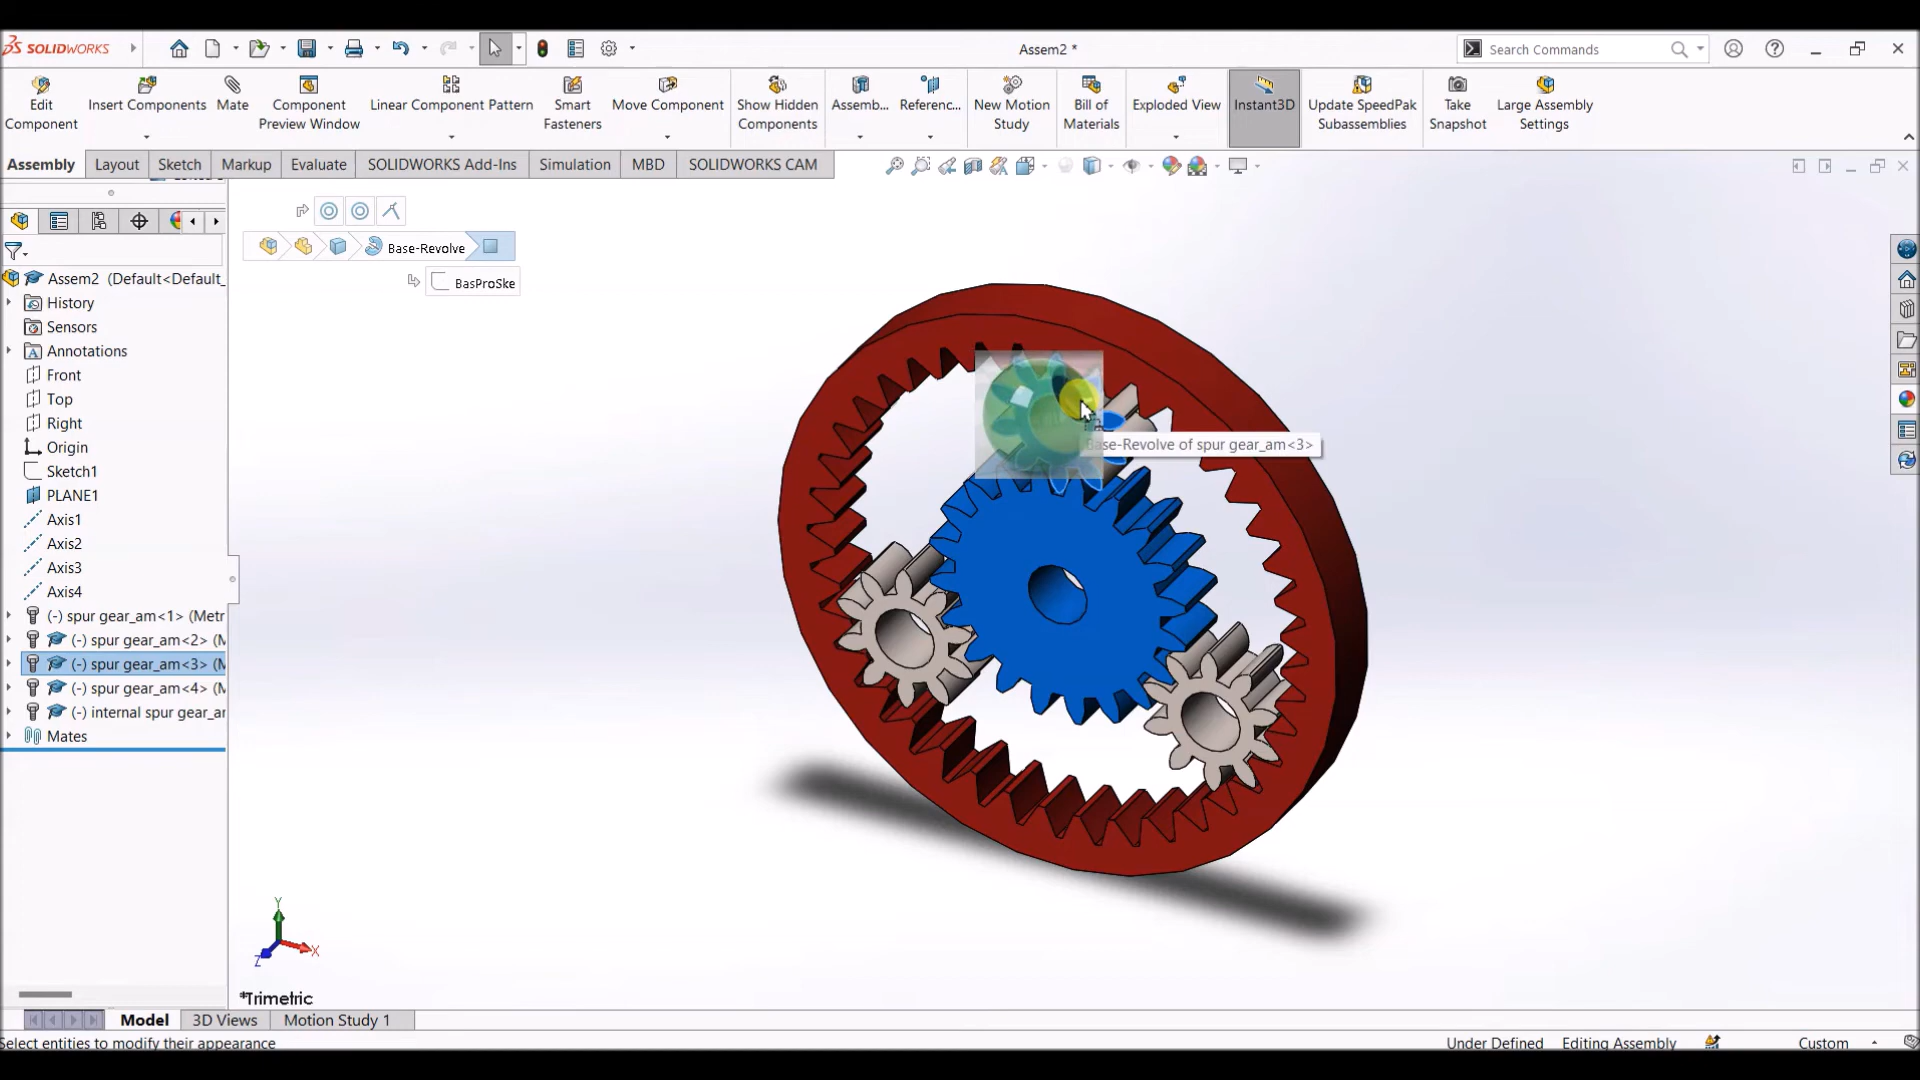 SOLIDWORKS
Assem2 *
Search Commands
Edit
Component
Insert Components
Mate
Component
Preview Window
Linear Component Pattern
Smart
Fasteners
Move Component
Show Hidden
Components
Assemb...
Referenc...
New Motion
Study
Bill of
Materials
Exploded View
Instant3D
Update SpeedPak
Subassemblies
Take
Snapshot
Large Assembly
Settings
Assembly
Layout
Sketch
Markup
Evaluate
SOLIDWORKS Add-Ins
Simulation
MBD
SOLIDWORKS CAM
Base-Revolve
BasProSke
Assem2 (Default<Default_
History
Sensors
Annotations
Front
Top
Right
Origin
Sketch1
PLANE1
Axis1
Axis2
Axis3
Axis4
(-) spur gear_am<1> (Metr
(-) spur gear_am<2> (M
(-) spur gear_am<3> (M
(-) spur gear_am<4> (M
(-) internal spur gear_ar
Mates
Base-Revolve of spur gear_am<3>
Y
X
Z
*Trimetric
Model
3D Views
Motion Study 1
Select entities to modify their appearance
Under Defined
Editing Assembly
Custom